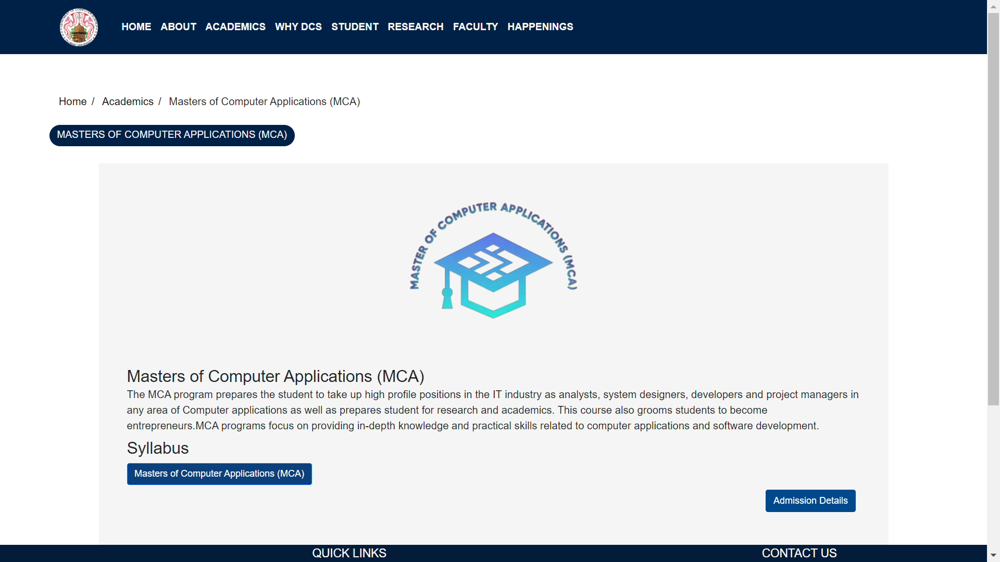 HOME ABOUT ACADEMICS WHY DCS STUDENT RESEARCH FACULTY HAPPENINGS
Home / Academics / Masters of Computer Applications (MCA)
MASTERS OF COMPUTER APPLICATIONS (MCA)
MASTER OF COMPUTER APPLICATIONS (MCA)
Masters of Computer Applications (MCA)
The MCA program prepares the student to take up high profile positions in the IT industry as analysts, system designers, developers and project managers in
any area of Computer applications as well as prepares student for research and academics. This course also grooms students to become
entrepreneurs.MCA programs focus on providing in-depth knowledge and practical skills related to computer applications and software development.
Syllabus
Masters of Computer Applications (MCA)
Admission Details
QUICK LINKS
CONTACT US